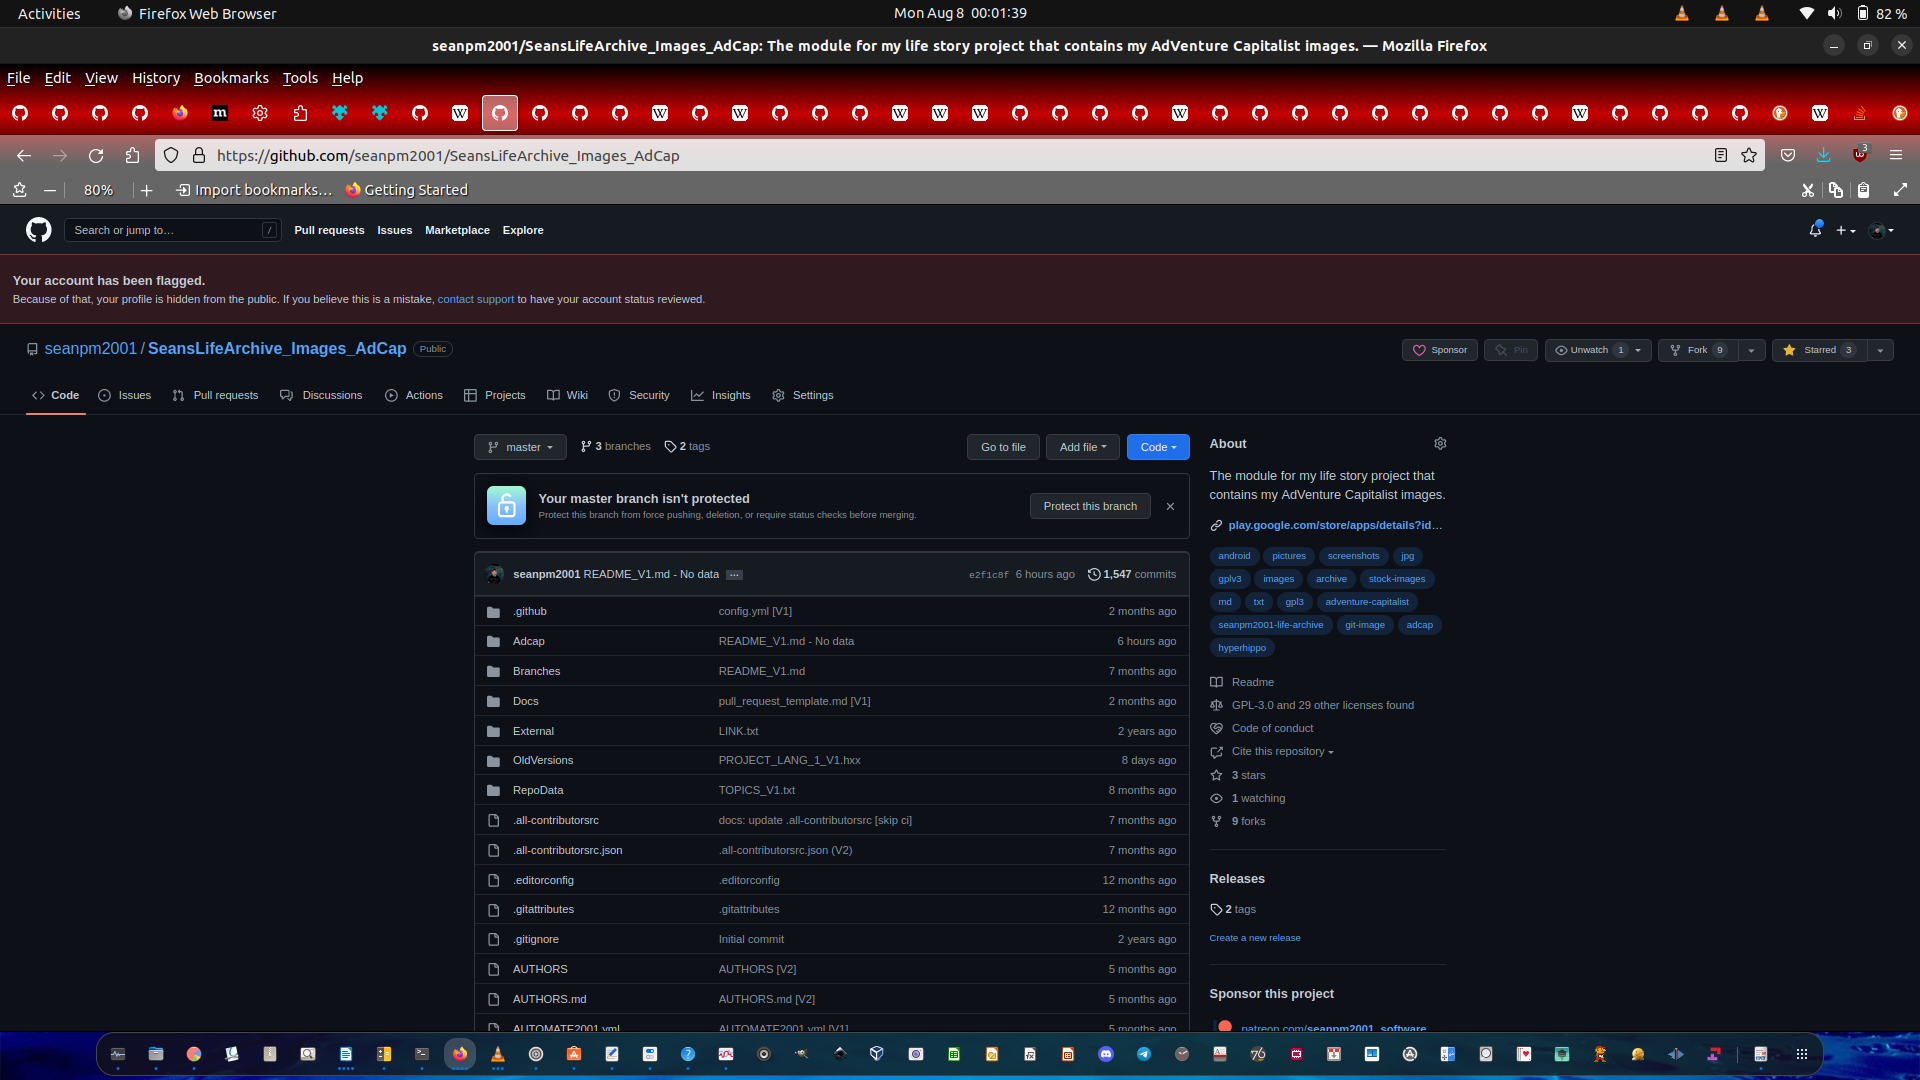 Activities
Firefox Web Browser
Mon Aug 8 00:01:39
82 %
seanpm2001/SeansLifeArchive_Images_AdCap: The module for my life story project that contains my AdVenture Capitalist images. — Mozilla Firefox
File Edit View History Bookmarks Tools Help
https://github.com/seanpm2001/SeansLifeArchive_Images_AdCap
3
80%
Import bookmarks…
Getting Started
Search or jump to…
/
Pull requests Issues Marketplace Explore
Your account has been flagged.
Because of that, your profile is hidden from the public. If you believe this is a mistake, contact support to have your account status reviewed.
seanpm2001 / SeansLifeArchive_Images_AdCap Public
Sponsor Pin Unwatch 1 Fork 9 Starred 3
Code Issues Pull requests Discussions Actions Projects Wiki Security Insights Settings
master 3 branches 2 tags
Go to file Add file Code
Your master branch isn't protected
Protect this branch from force pushing, deletion, or require status checks before merging.
Protect this branch
seanpm2001 README_V1.md - No data ... e2f1c8f 6 hours ago 1,547 commits
.github config.yml [V1] 2 months ago
Adcap README_V1.md - No data 6 hours ago
Branches README_V1.md 7 months ago
Docs pull_request_template.md [V1] 2 months ago
External LINK.txt 2 years ago
OldVersions PROJECT_LANG_1_V1.hxx 8 days ago
RepoData TOPICS_V1.txt 8 months ago
.all-contributorsrc docs: update .all-contributorsrc [skip ci] 7 months ago
.all-contributorsrc.json .all-contributorsrc.json (V2) 7 months ago
.editorconfig .editorconfig 12 months ago
.gitattributes .gitattributes 12 months ago
.gitignore Initial commit 2 years ago
AUTHORS AUTHORS [V2] 5 months ago
AUTHORS.md AUTHORS.md [V2] 5 months ago
AUTOMATE2001.yml AUTOMATE2001.yml [V1] 5 months ago
About
The module for my life story project that
contains my AdVenture Capitalist images.
play.google.com/store/apps/details?id…
android pictures screenshots jpg
gplv3 images archive stock-images
md txt gpl3 adventure-capitalist
seanpm2001-life-archive git-image adcap
hyperhippo
Readme
GPL-3.0 and 29 other licenses found
Code of conduct
Cite this repository
3 stars
1 watching
9 forks
Releases
2 tags
Create a new release
Sponsor this project
patreon.com/seanpm2001_software